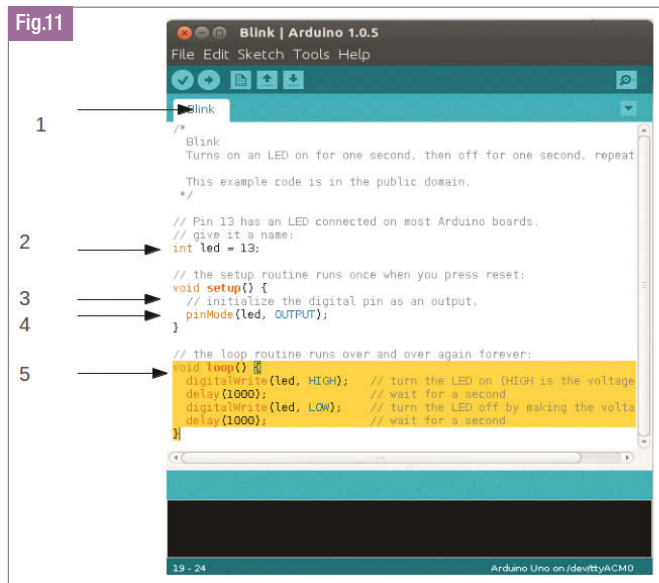 Fig.11
Blink | Arduino 1.0.5
File Edit Sketch Tools Help
1
Blink
/*
Blink
Turns on an LED on for one second, then off for one second, repeat
This example code is in the public domain.
*/
// Pin 13 has an LED connected on most Arduino boards.
// give it a name:
2
int led = 13;
// the setup routine runs once when you press reset:
void setup() {
3
// initialize the digital pin as an output.
4
pinMode(led, OUTPUT);
}
// the loop routine runs over and over again forever:
5
void loop() {
digitalWrite(led, HIGH);   // turn the LED on (HIGH is the voltage
delay(1000);               // wait for a second
digitalWrite(led, LOW);    // turn the LED off by making the volta
delay(1000);               // wait for a second
}
19 - 24
Arduino Uno on /dev/ttyACM0